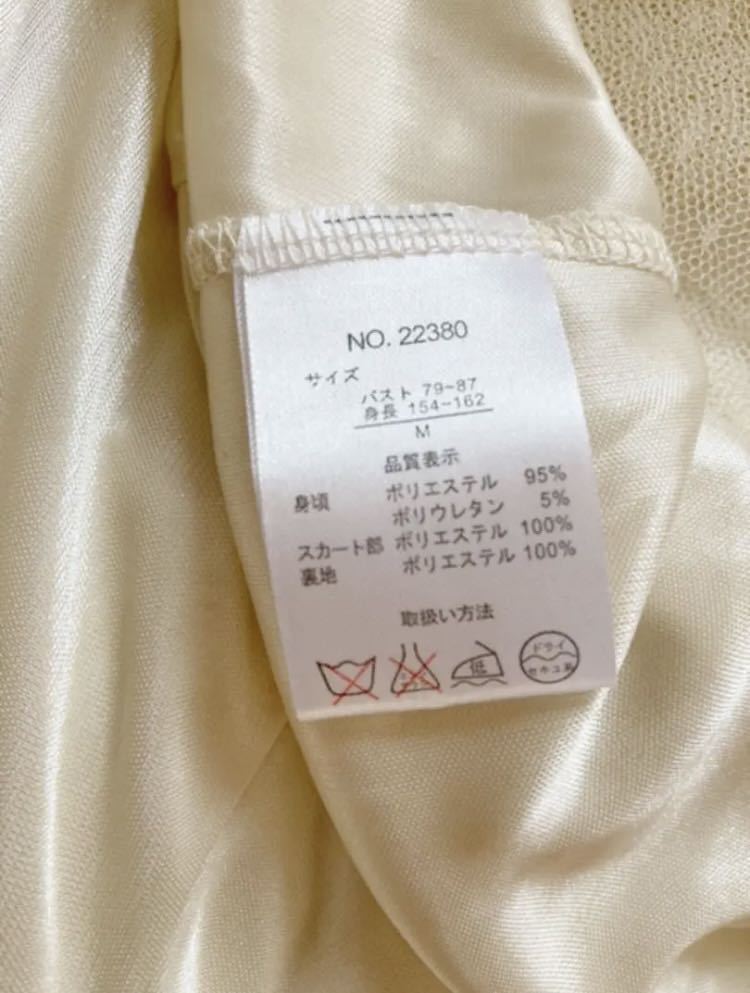 NO. 22380
サイズ
バスト 79~87
身長 154~162
M
品質表示
身頃 ポリエステル 95%
ポリウレタン 5%
スカート部 ポリエステル 100%
裏地 ポリエステル 100%
取扱い方法
低
ドライ
セキユ系